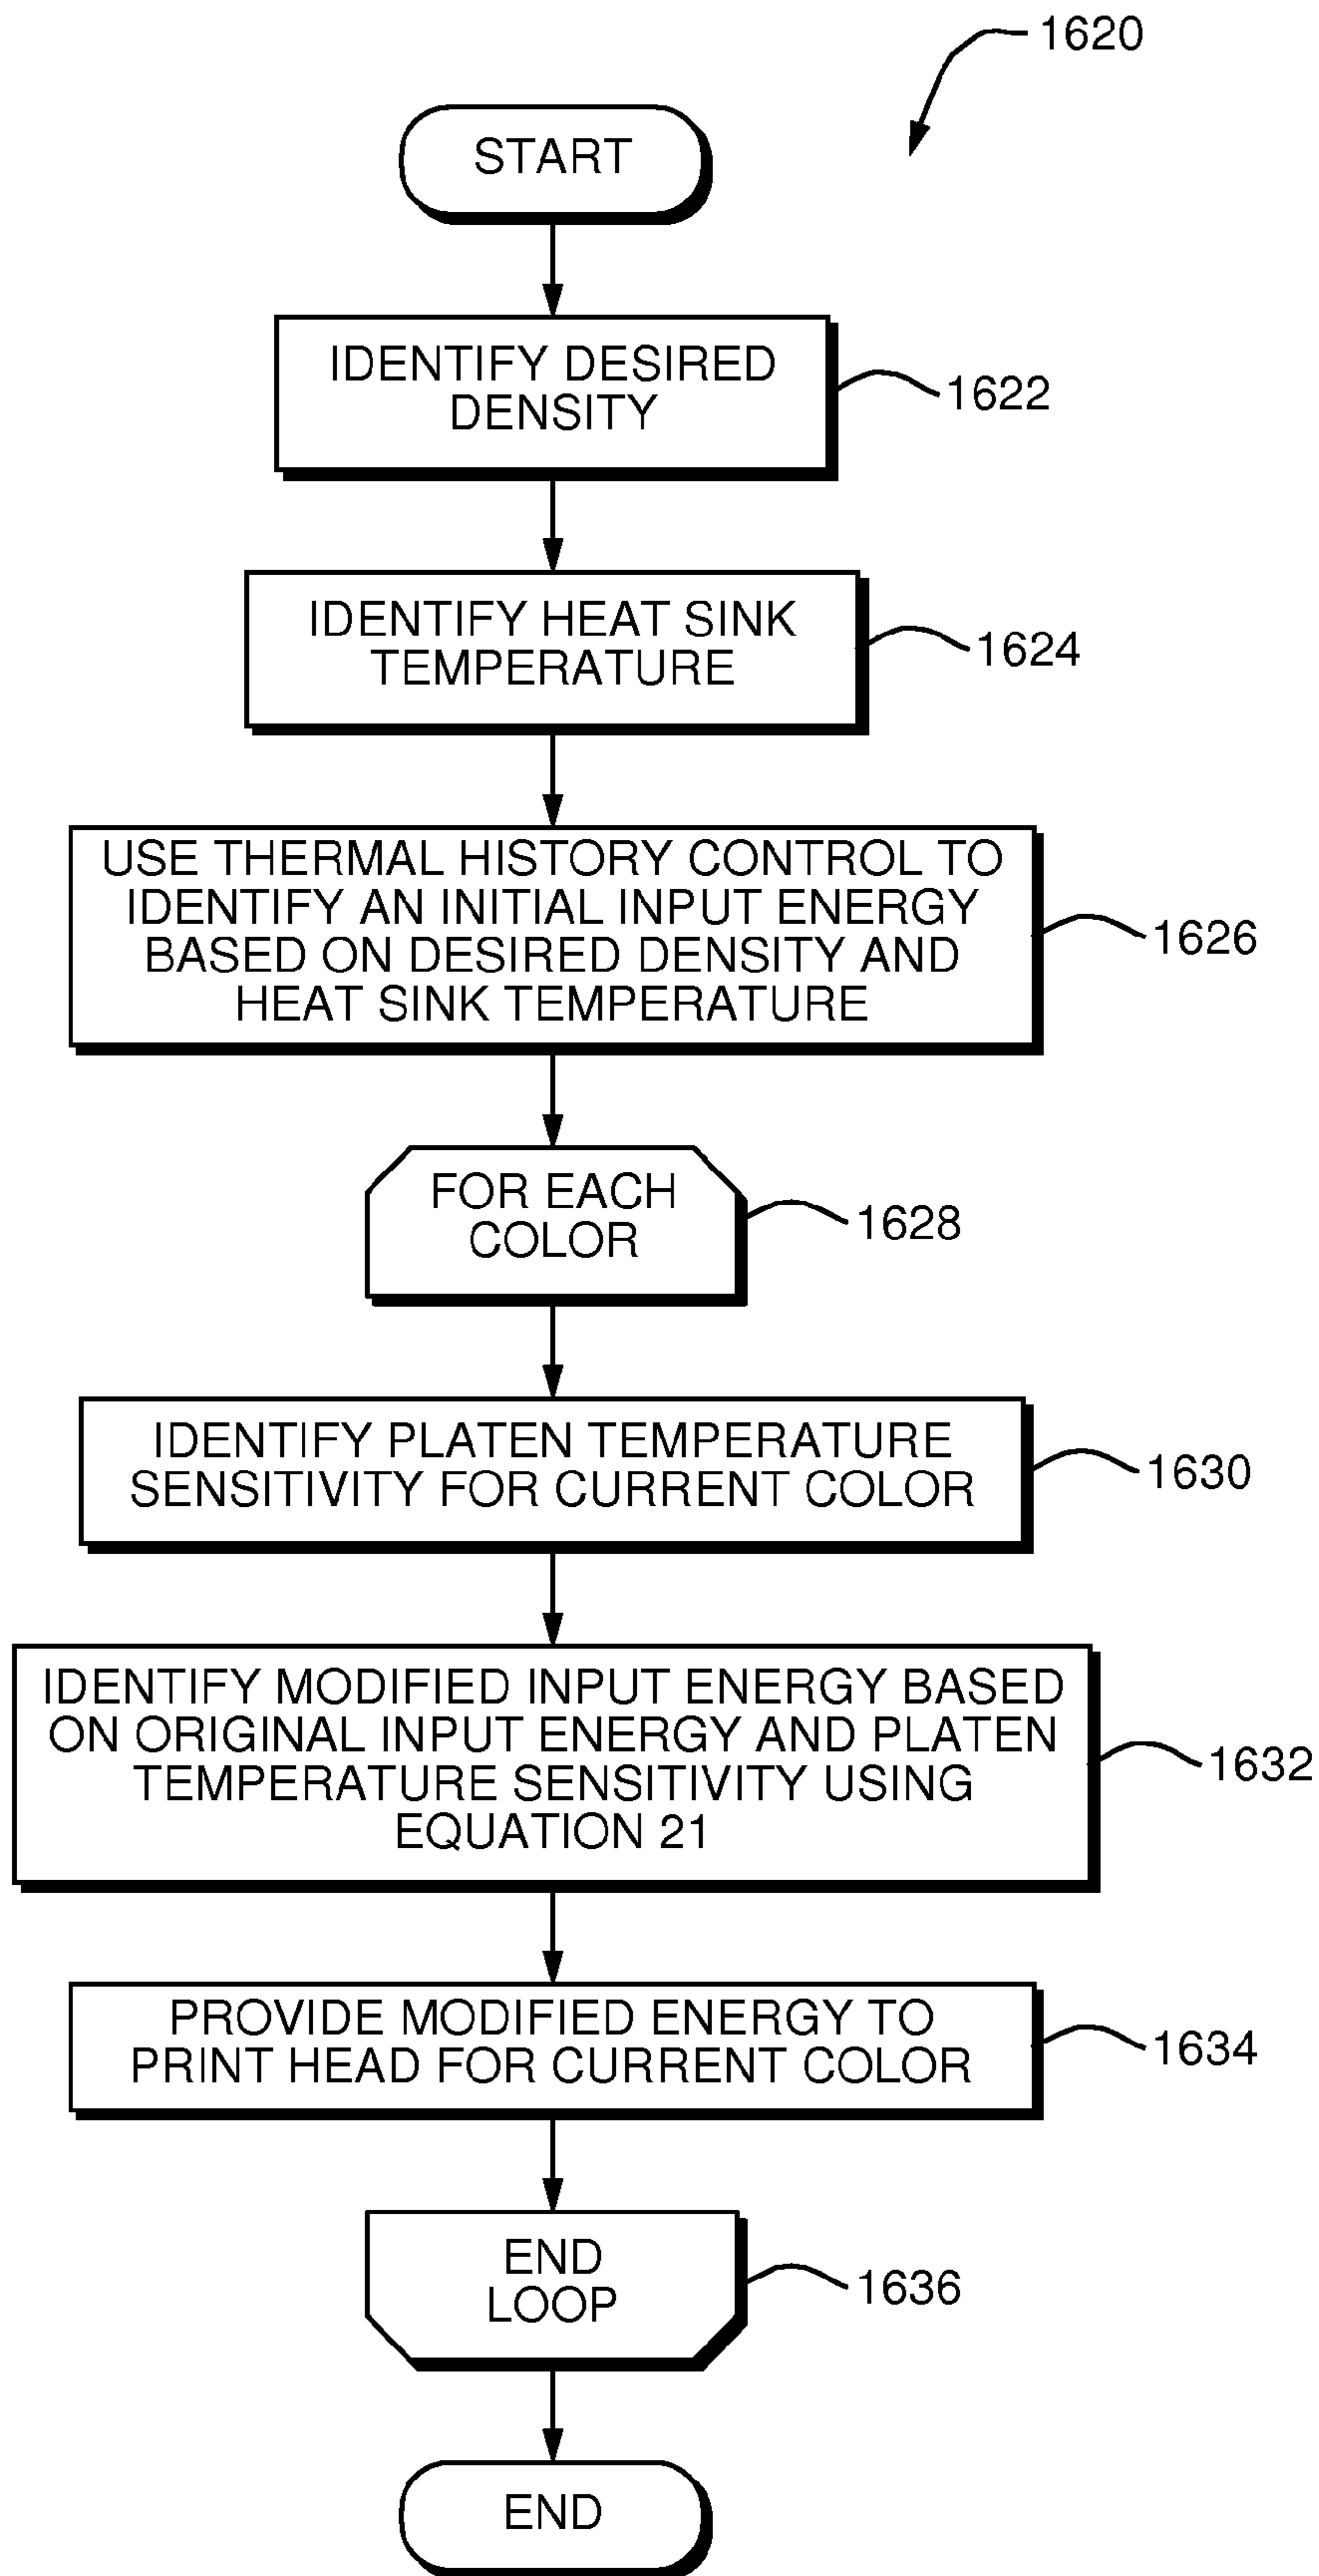 1620
START
IDENTIFY DESIRED
DENSITY
1622
IDENTIFY HEAT SINK
TEMPERATURE
1624
USE THERMAL HISTORY CONTROL TO
IDENTIFY AN INITIAL INPUT ENERGY
BASED ON DESIRED DENSITY AND
HEAT SINK TEMPERATURE
1626
FOR EACH
COLOR
1628
IDENTIFY PLATEN TEMPERATURE
SENSITIVITY FOR CURRENT COLOR
1630
IDENTIFY MODIFIED INPUT ENERGY BASED
ON ORIGINAL INPUT ENERGY AND PLATEN
TEMPERATURE SENSITIVITY USING
EQUATION 21
1632
PROVIDE MODIFIED ENERGY TO
PRINT HEAD FOR CURRENT COLOR
1634
END
LOOP
1636
END